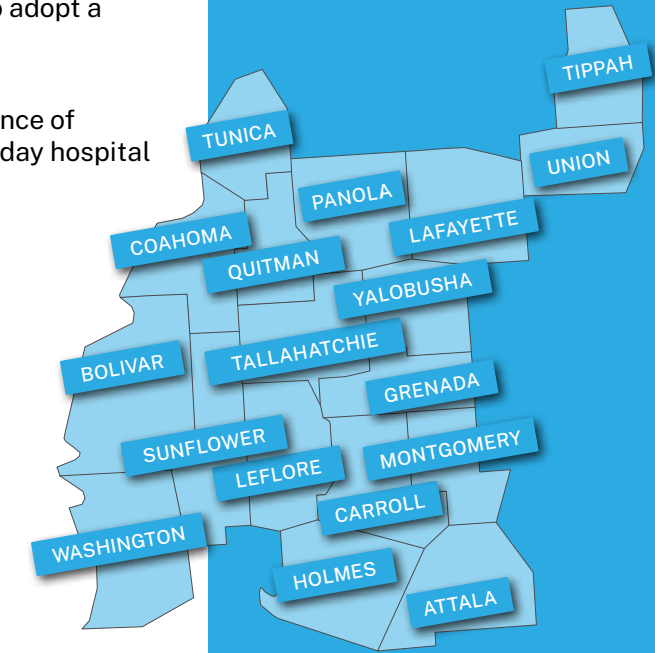 o adopt a
nce of
day hospital
TIPPAH
TUNICA
UNION
PANOLA
LAFAYETTE
COAHOMA
QUITMAN
YALOBUSHA
TALLAHATCHIE
BOLIVAR
GRENADA
SUNFLOWER
MONTGOMERY
LEFLORE
CARROLL
WASHINGTON
HOLMES
ATTALA